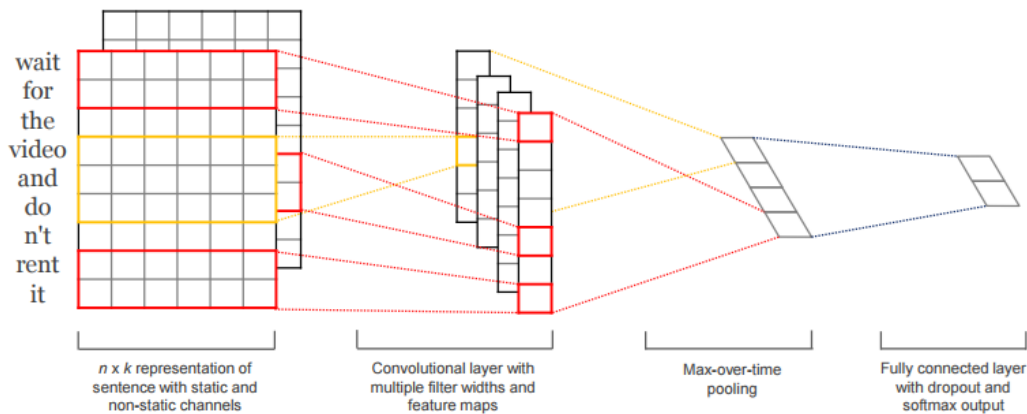 wait
for
the
video
and
do
n't
rent
it
n x k representation of
sentence with static and
non-static channels
Convolutional layer with
multiple filter widths and
feature maps
Max-over-time
pooling
Fully connected layer
with dropout and
softmax output